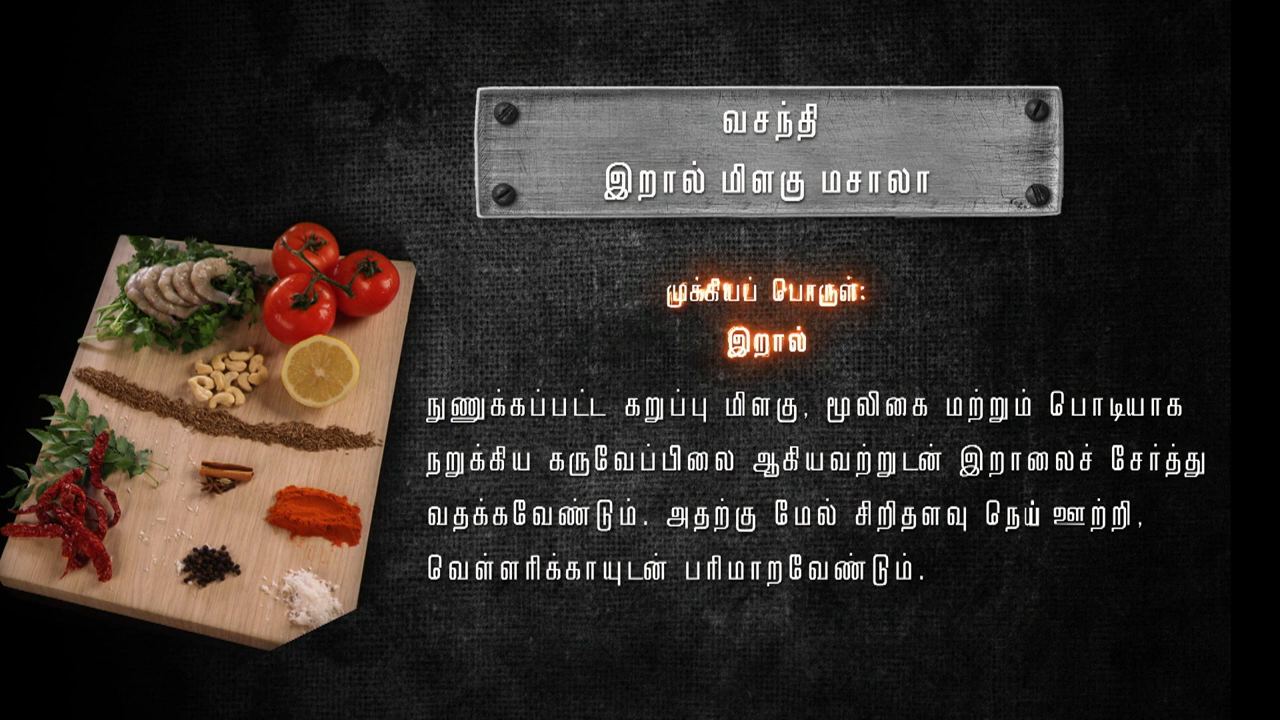 வசந்தி
இறால் மிளகு மசாலா
முக்கியப் பொருள்:
இறால்
நுணுக்கப்பட்ட கறுப்பு மிளகு, மூலிகை மற்றும் பொடியாக
நறுக்கிய கருவேப்பிலை ஆகியவற்றுடன் இறாலைச் சேர்த்து
வதக்கவேண்டும். அதற்கு மேல் சிறிதளவு நெய் ஊற்றி,
வெள்ளரிக்காயுடன் பரிமாறவேண்டும்.